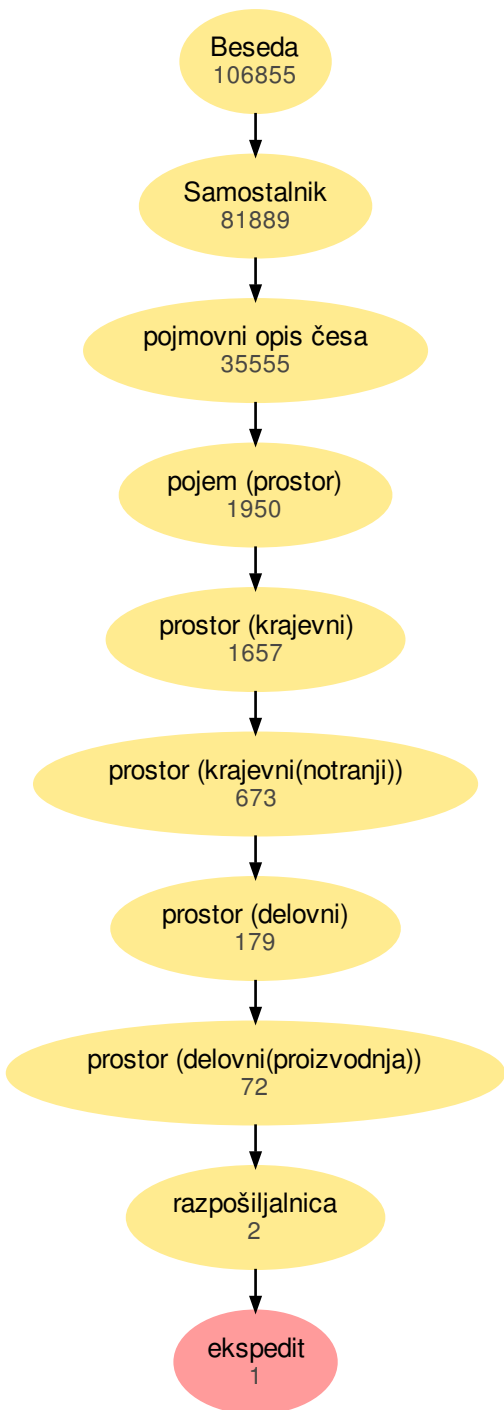 Beseda
106855
Samostalnik
81889
pojmovni opis česa
35555
pojem (prostor)
1950
prostor (krajevni)
1657
prostor (krajevni(notranji))
673
prostor (delovni)
179
prostor (delovni(proizvodnja))
72
razpošiljalnica
2
ekspedit
1